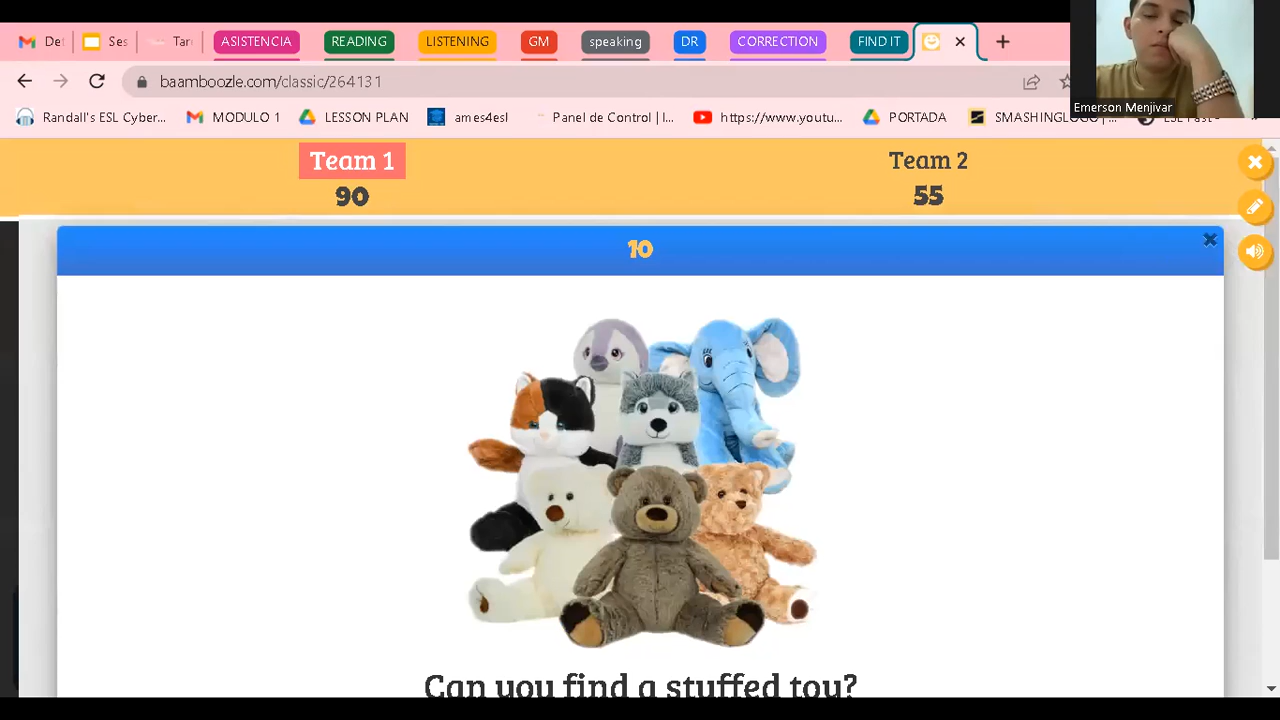 Ses
Tar
ASISTENCIA
READING
LISTENING
GM
speaking
DR
CORRECTION
FIND IT
baamboozle.com/classic/264131
Emerson Menjivar
Randall's ESL Cyber...
MODULO 1
LESSON PLAN
ames4esl
Panel de Control | I...
https://www.youtu...
PORTADA
Team 1
90
Team 2
55
10
Can you find a stuffed toy?